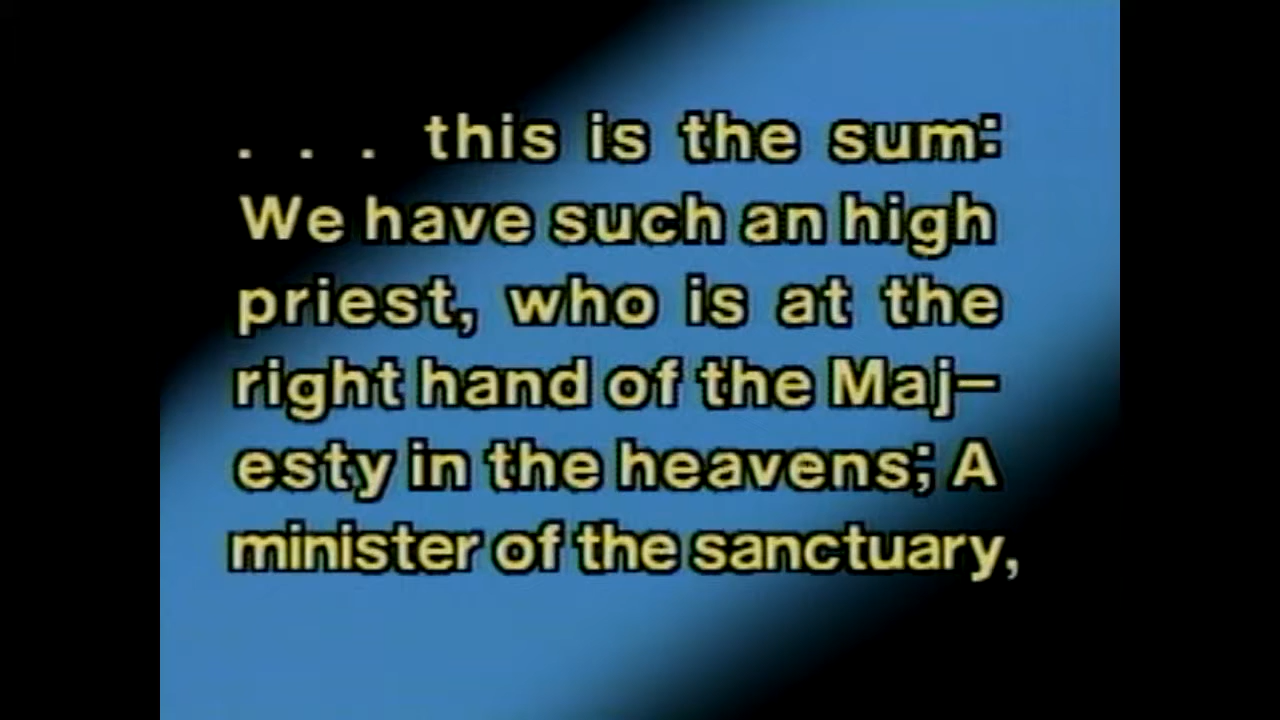 . . . this is the sum:
We have such an high
priest, who is at the
right hand of the Maj–
esty in the heavens; A
minister of the sanctuary,